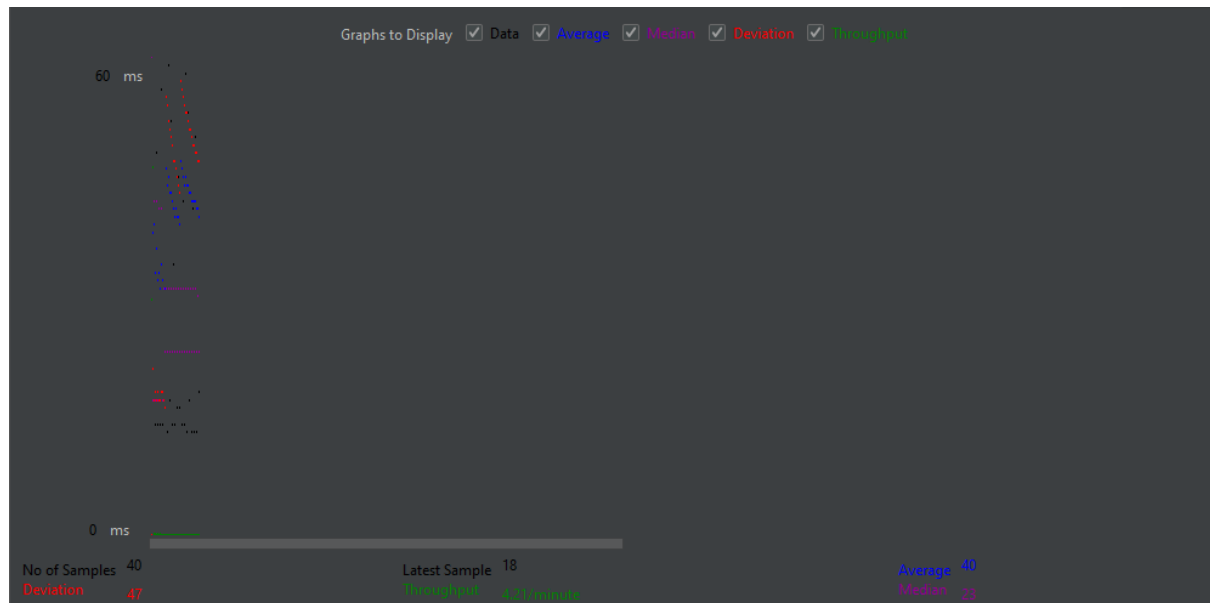 Graphs to Display Data Average Median Deviation Throughput
60 ms
0 ms
No of Samples 40 Latest Sample 18 Average 40
Deviation 47 Throughput 4.21/minute Median 23